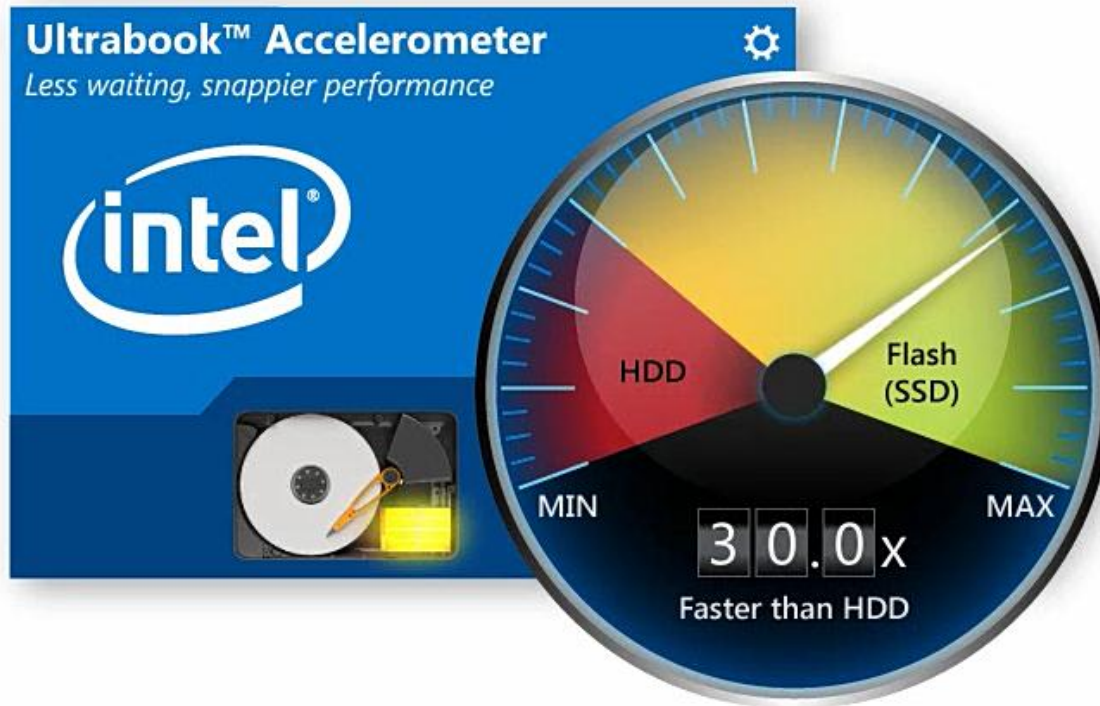 Ultrabook™ Accelerometer
Less waiting, snappier performance
intel®
HDD
Flash
(SSD)
MIN
MAX
30.0x
Faster than HDD